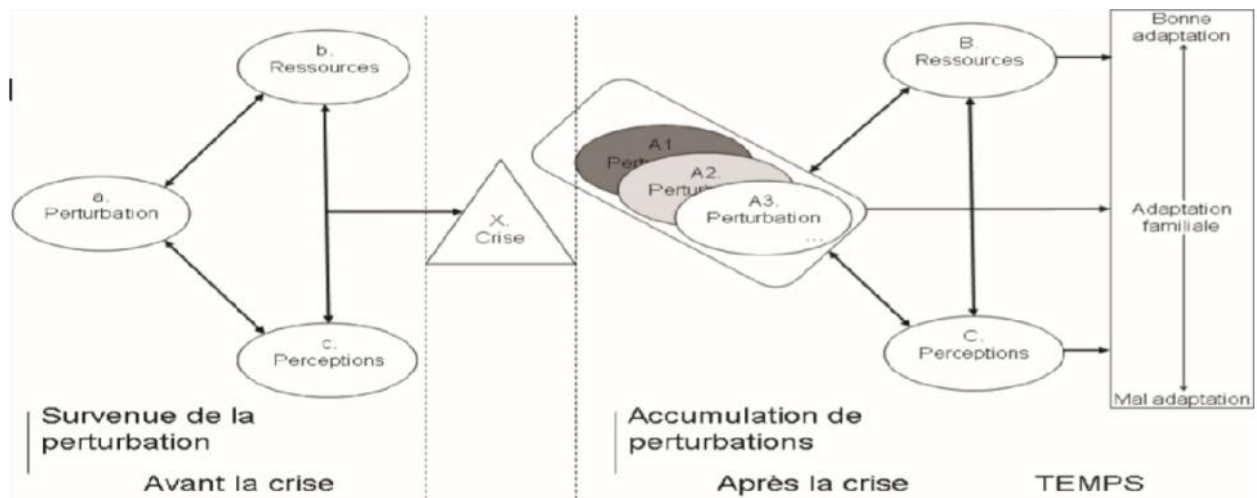 b.
Ressources
a.
Perturbation
c.
Perceptions
X.
Crise
A1
A2.
A3.
Perturbation
...
B.
Ressources
C.
Perceptions
Bonne
adaptation
Adaptation
familiale
Mal adaptation
Survenue de la
perturbation
Accumulation de
perturbations
Avant la crise
Après la crise
TEMPS